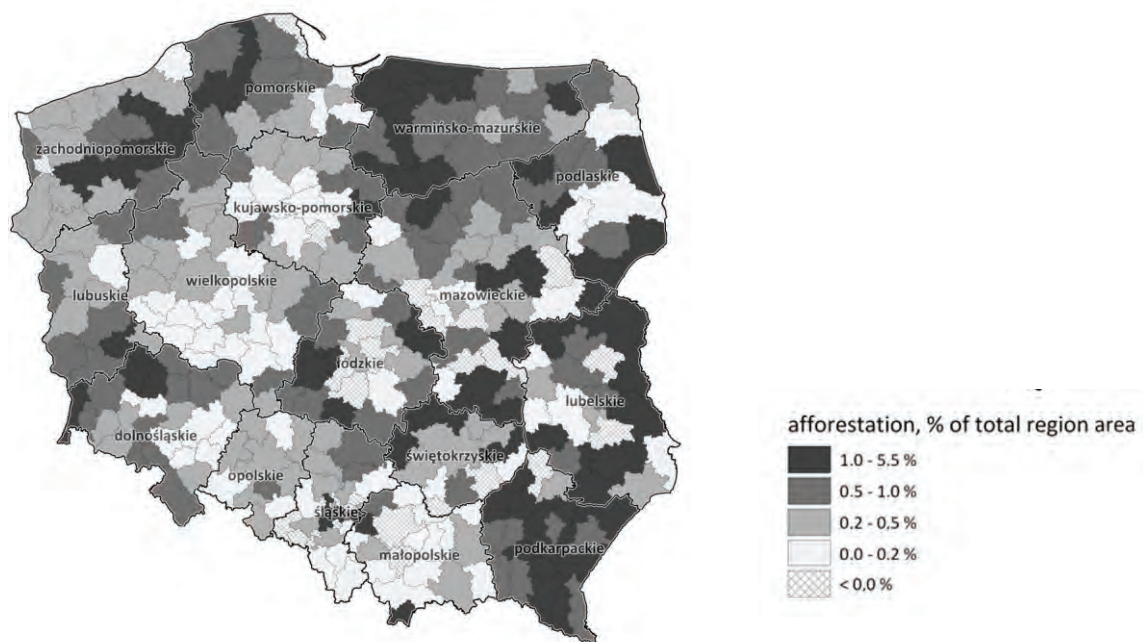 pomorskie
warmińsko-mazurskie
zachodniopomorskie
podlaskie
kujawsko-pomorskie
wielkopolskie
lubuskie
mazowieckie
łódzkie
lubelskie
dolnośląskie
świętokrzyskie
opolskie
śląskie
małopolskie
podkarpackie
afforestation, % of total region area
1.0 - 5.5 %
0.5 - 1.0 %
0.2 - 0.5 %
0.0 - 0.2 %
< 0,0 %